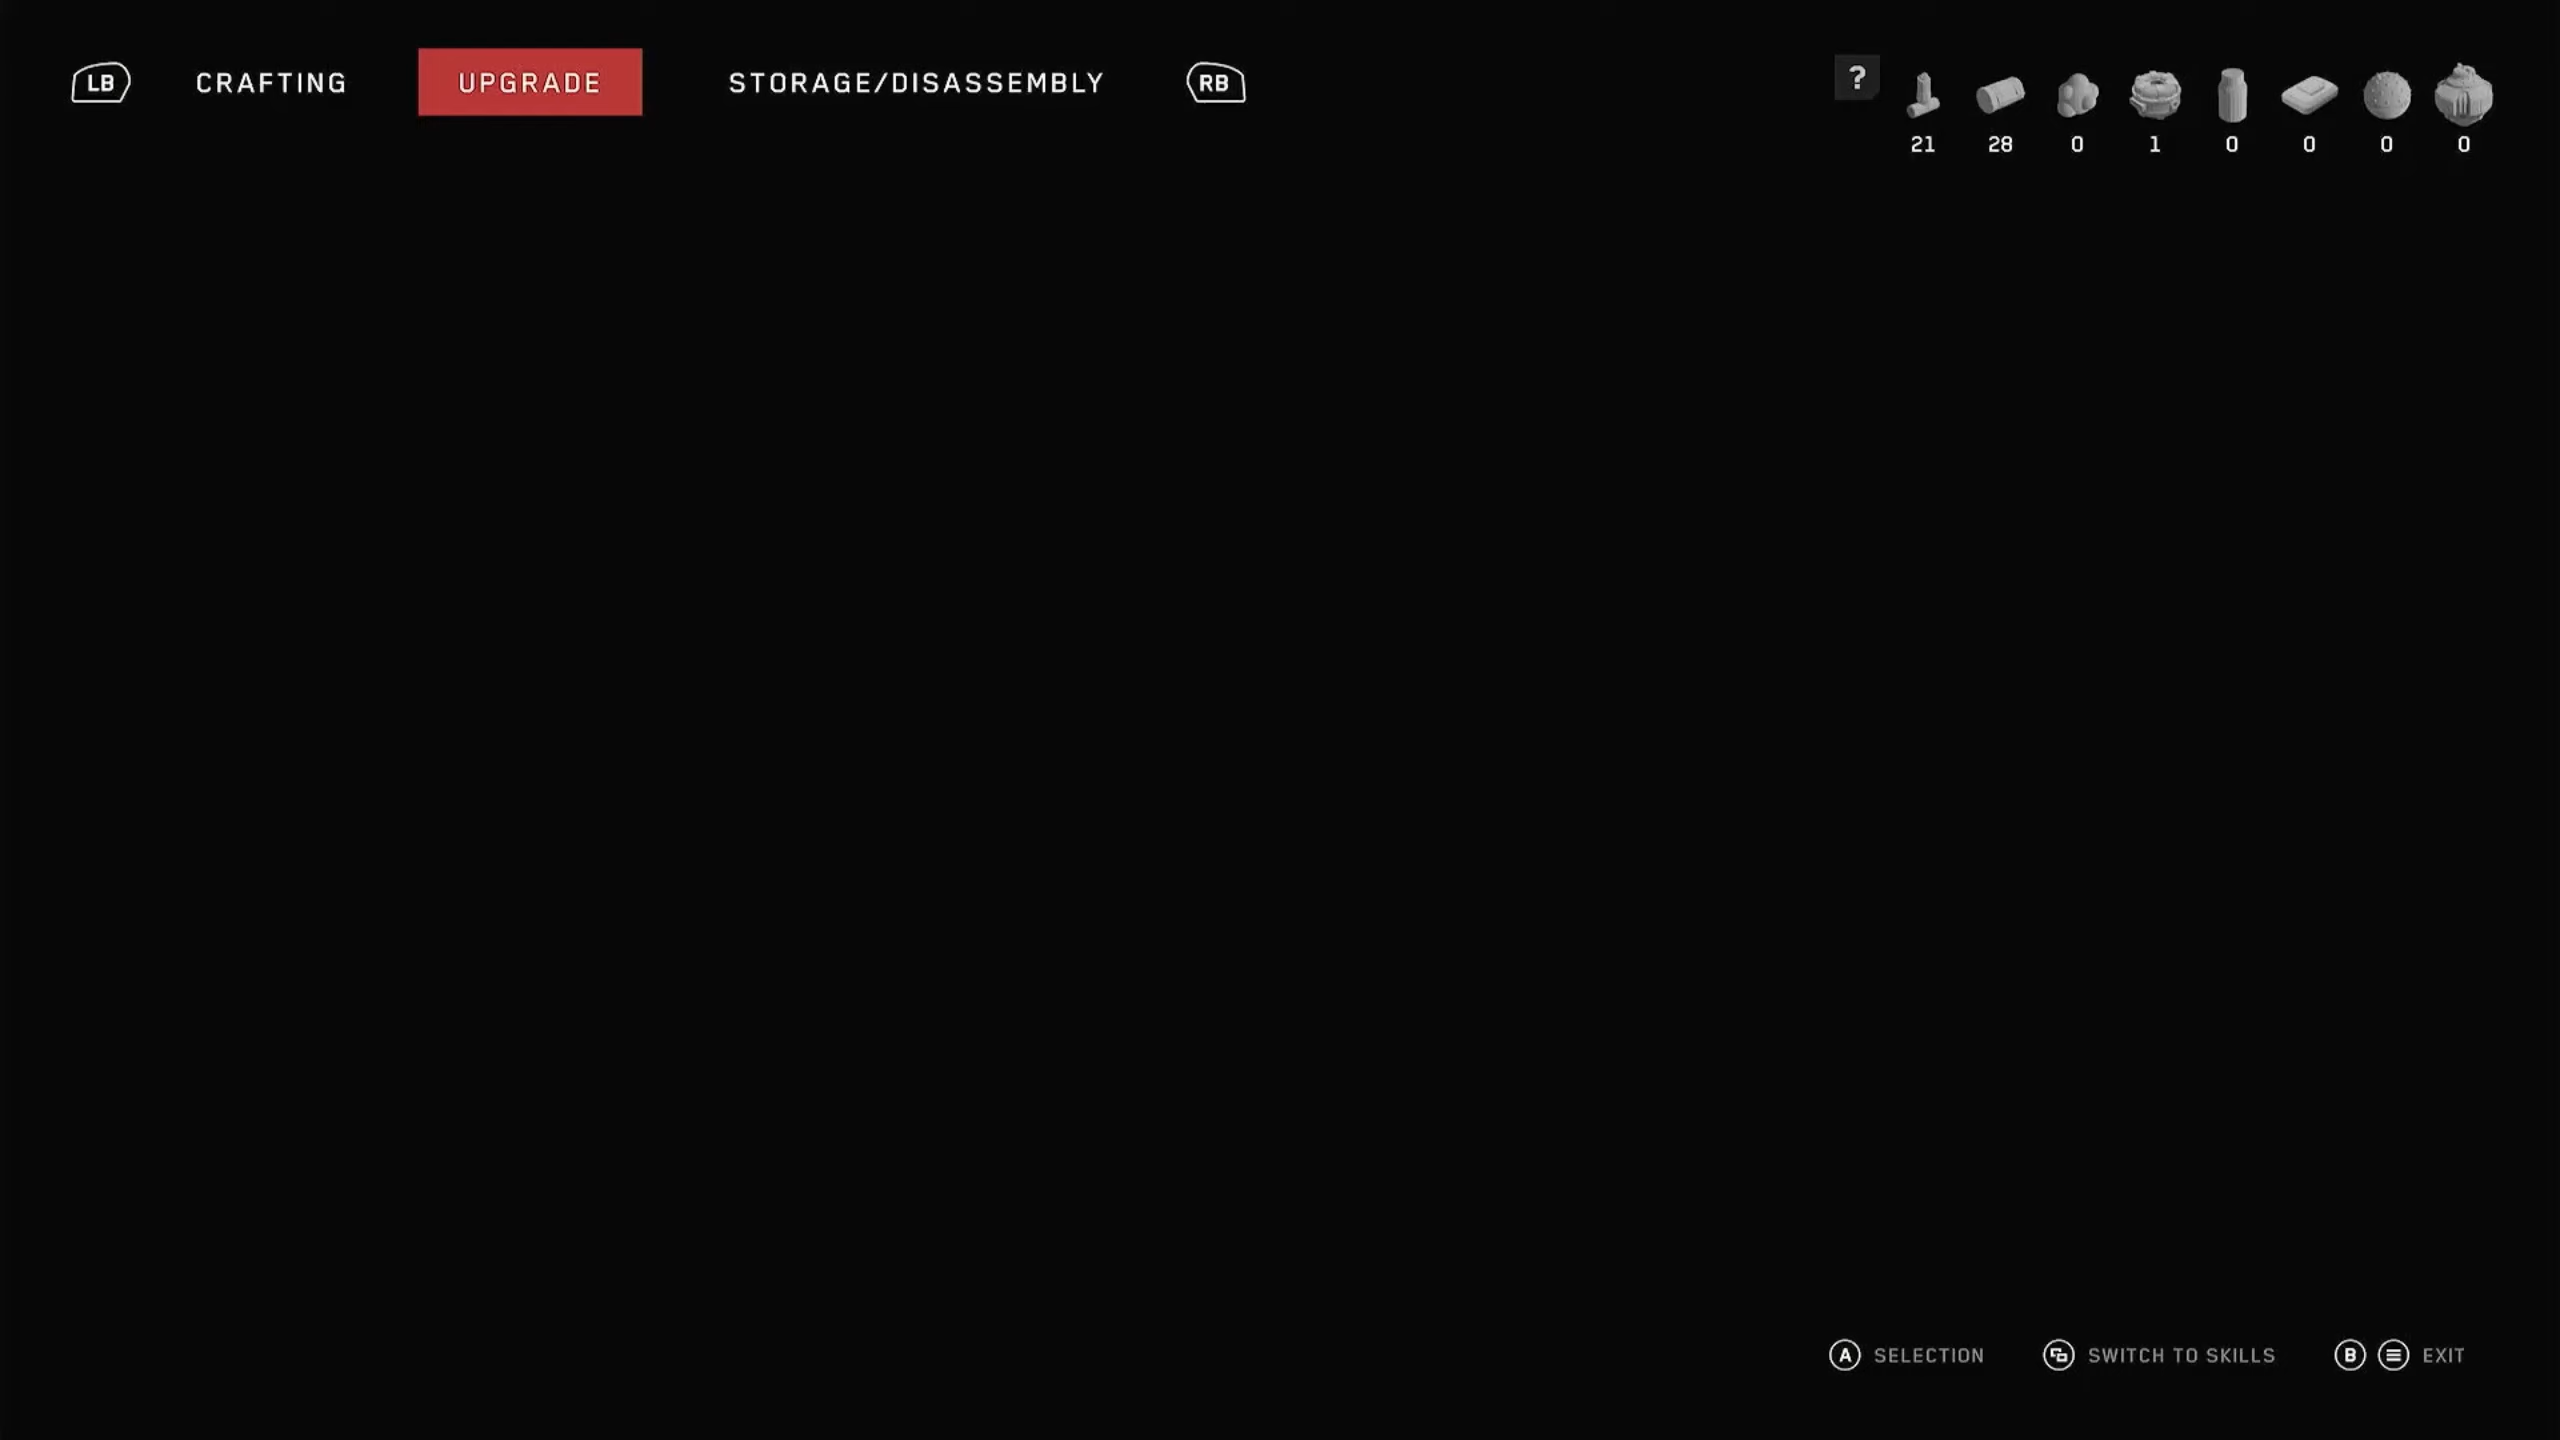 LB CRAFTING UPGRADE STORAGE/DISASSEMBLY RB
?
21 28 0 1 0 0 0 0
A SELECTION SWITCH TO SKILLS B EXIT